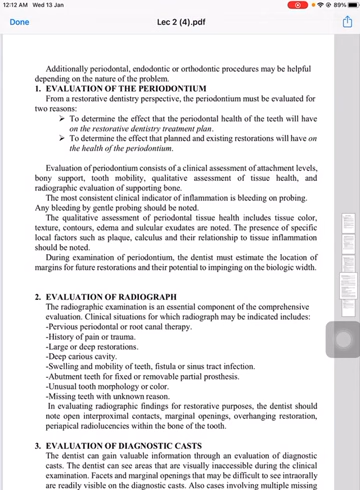 12:12 AM Wed 13 Jan
89%
Done
Lec 2 (4).pdf
Additionally periodontal, endodontic or orthodontic procedures may be helpful
depending on the nature of the problem.
1. EVALUATION OF THE PERIODONTIUM
From a restorative dentistry perspective, the periodontium must be evaluated for
two reasons:
➢ To determine the effect that the periodontal health of the teeth will have
on the restorative dentistry treatment plan.
➢ To determine the effect that planned and existing restorations will have on
the health of the periodontium.
Evaluation of periodontium consists of a clinical assessment of attachment levels,
bony support, tooth mobility, qualitative assessment of tissue health, and
radiographic evaluation of supporting bone.
The most consistent clinical indicator of inflammation is bleeding on probing.
Any bleeding by gentle probing should be noted.
The qualitative assessment of periodontal tissue health includes tissue color,
texture, contours, edema and sulcular exudates are noted. The presence of specific
local factors such as plaque, calculus and their relationship to tissue inflammation
should be noted.
During examination of periodontium, the dentist must estimate the location of
margins for future restorations and their potential to impinging on the biologic width.
2. EVALUATION OF RADIOGRAPH
The radiographic examination is an essential component of the comprehensive
evaluation. Clinical situations for which radiograph may be indicated includes:
-Pervious periodontal or root canal therapy.
-History of pain or trauma.
-Large or deep restorations.
-Deep carious cavity.
-Swelling and mobility of teeth, fistula or sinus tract infection.
-Abutment teeth for fixed or removable partial prosthesis.
-Unusual tooth morphology or color.
-Missing teeth with unknown reason.
In evaluating radiographic findings for restorative purposes, the dentist should
note open interproximal contacts, marginal openings, overhanging restoration,
periapical radiolucencies within the bone of the tooth.
3. EVALUATION OF DIAGNOSTIC CASTS
The dentist can gain valuable information through an evaluation of diagnostic
casts. The dentist can see areas that are visually inaccessible during the clinical
examination. Facets and marginal openings that may be difficult to see intraorally
are readily visible on the diagnostic casts. Also cases involving multiple missing